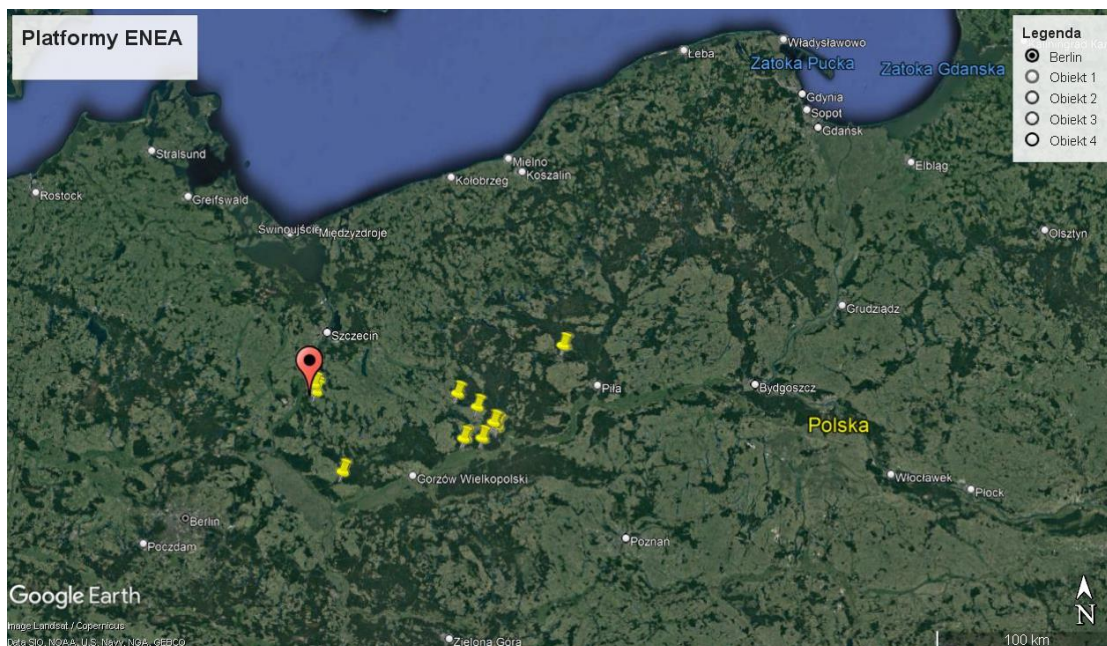 Platformy ENEA
Legenda
Berlin
Obiekt 1
Obiekt 2
Obiekt 3
Obiekt 4
Władysławowo
Łeba
Zatoka Pucka
Zatoka Gdanska
Gdynia
Sopot
Gdańsk
Stralsund
Mielno
Elbląg
Koszalin
Kołobrzeg
Rostock
Greifswald
Świnoujście
Międzyzdroje
Olsztyn
Grudziądz
Szczecin
Piła
Bydgoszcz
Polska
Gorzów Wielkopolski
Włocławek
Płock
Berlin
Poczdam
Poznań
Google Earth
N
Image Landsat / Copernicus
Data SIO, NOAA, U.S. Navy, NGA, GEBCO
Zielona Góra
100 km